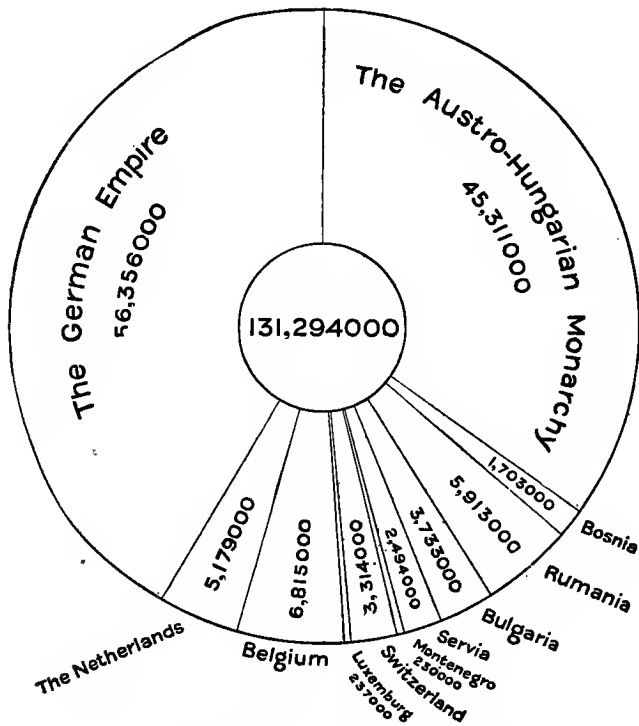 The Austro-Hungarian Monarchy
45,311000
The German Empire
56,356000
131,294000
1,703000
Bosnia
5,913000
Rumania
3,733000
Bulgaria
2,494000
Servia
Montenegro
230000
3,314000
Switzerland
Luxemburg
237000
6,815000
Belgium
5,179000
The Netherlands